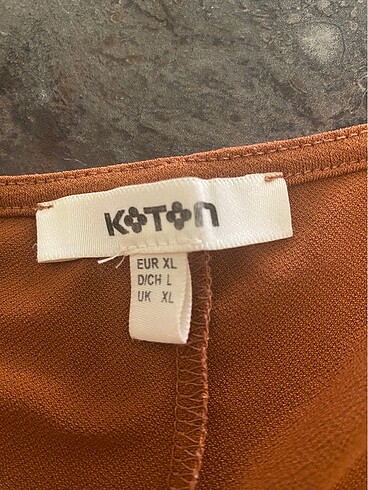 KOTON
EUR XL
D/CH L
UK XL